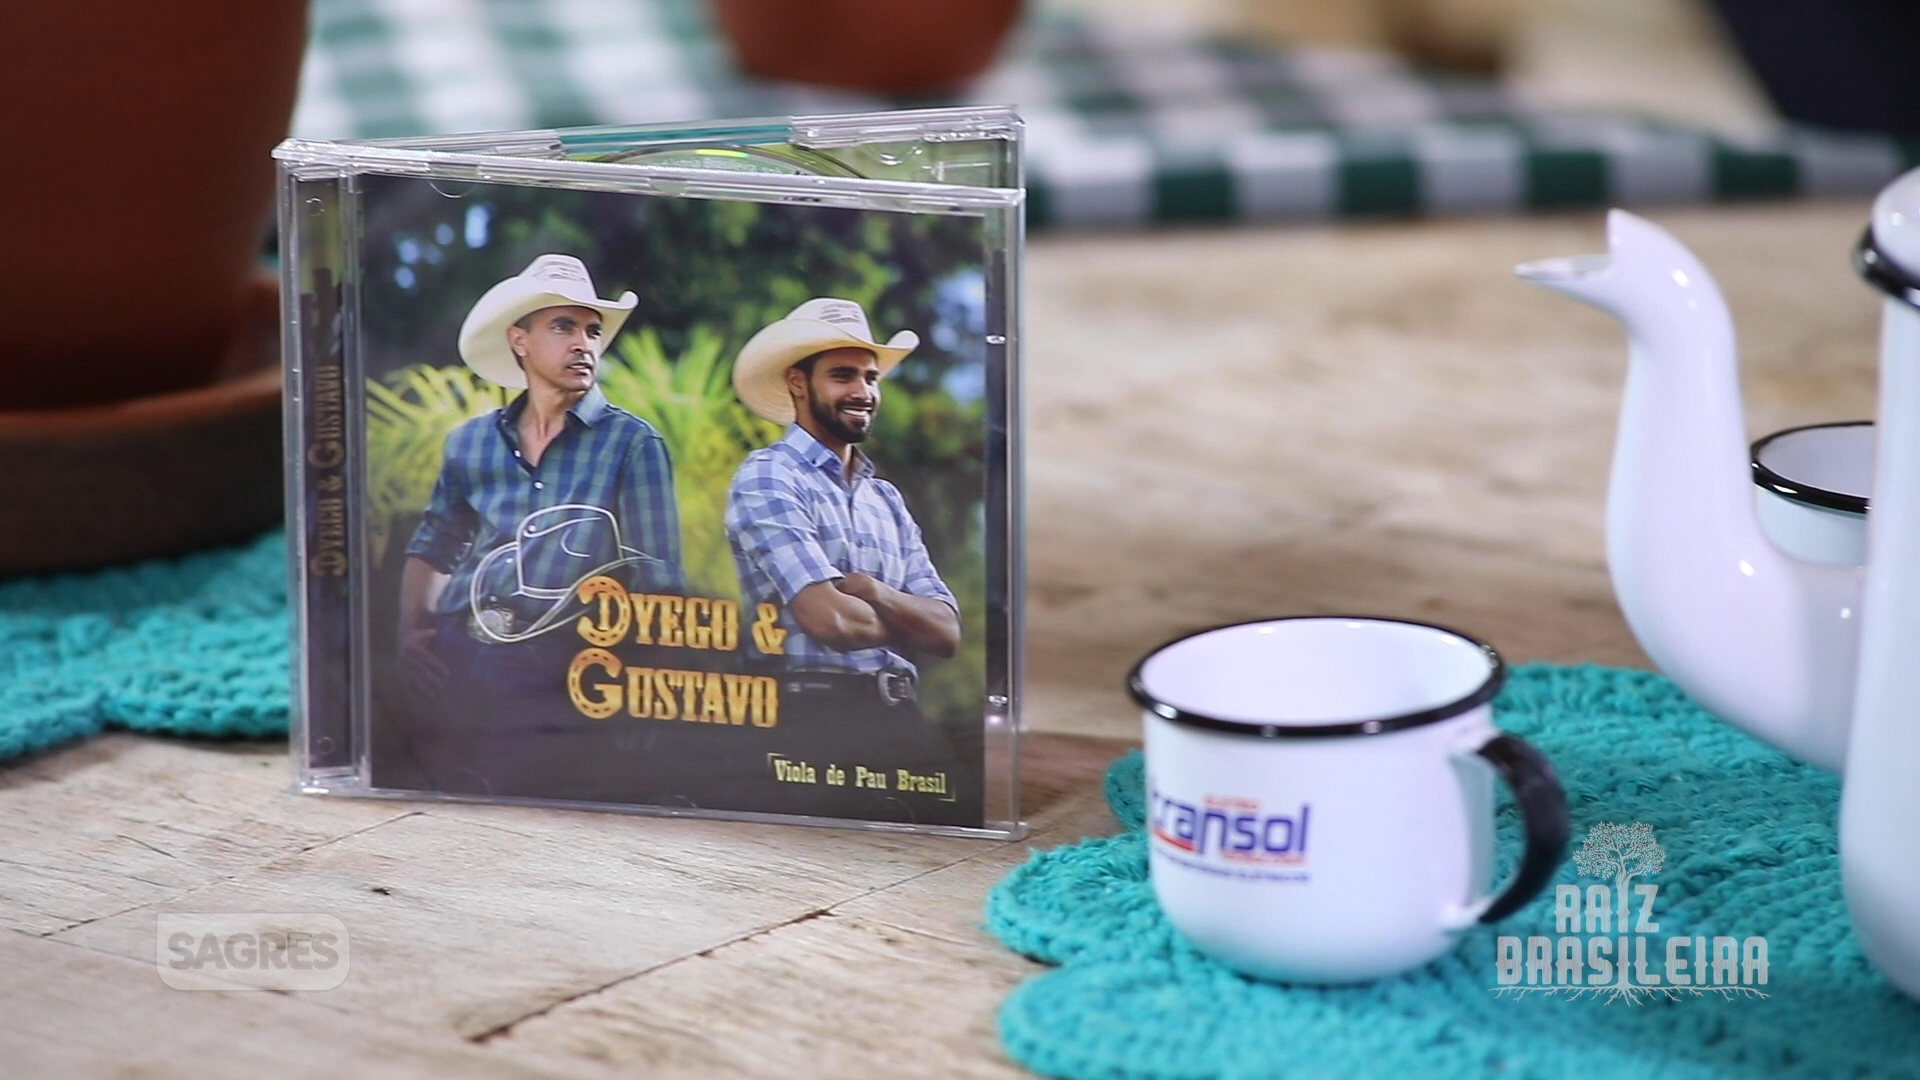 DYEGO & GUSTAVO
DYEGO &
GUSTAVO
Viola de Pau Brasil
transol
SAGRES
RAIZ
BRASILEIRA